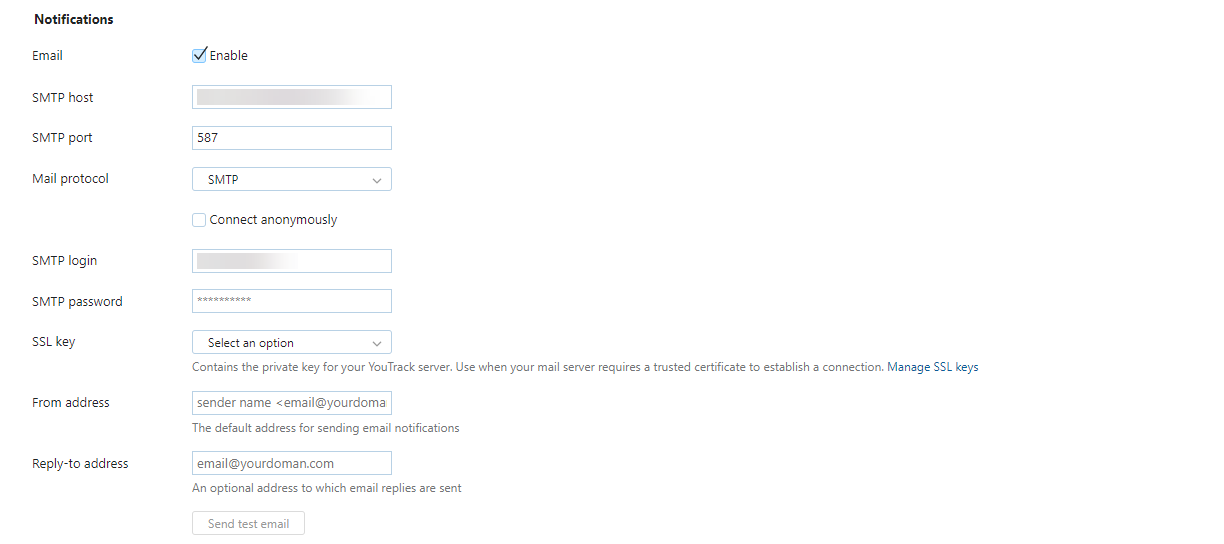 Notifications
Email Enable
SMTP host
SMTP port 587
Mail protocol SMTP
Connect anonymously
SMTP login
SMTP password **********
SSL key Select an option
Contains the private key for your YouTrack server. Use when your mail server requires a trusted certificate to establish a connection. Manage SSL keys
From address sender name <email@yourdoma
The default address for sending email notifications
Reply-to address email@yourdoman.com
An optional address to which email replies are sent
Send test email